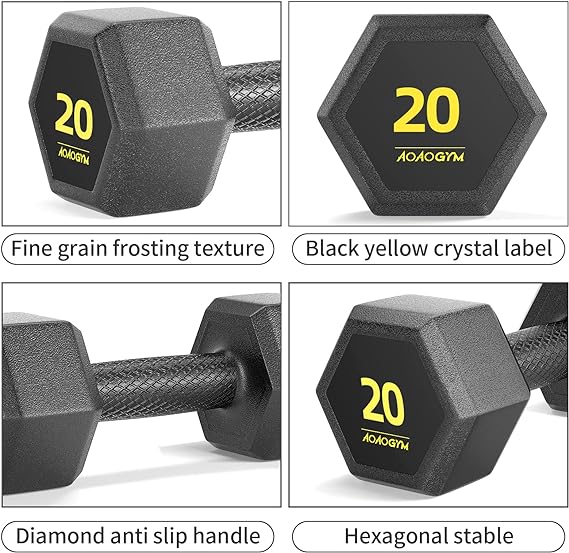 20
AOAOGYM
Fine grain frosting texture
20
AOAOGYM
Black yellow crystal label
Diamond anti slip handle
20
AOAOGYM
Hexagonal stable